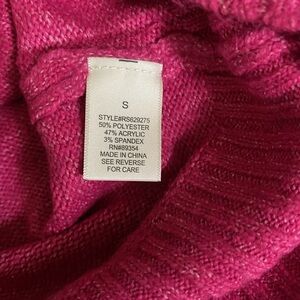 S
STYLE#RS629275
50% POLYESTER
47% ACRYLIC
3% SPANDEX
RN#89354
MADE IN CHINA
SEE REVERSE
FOR CARE